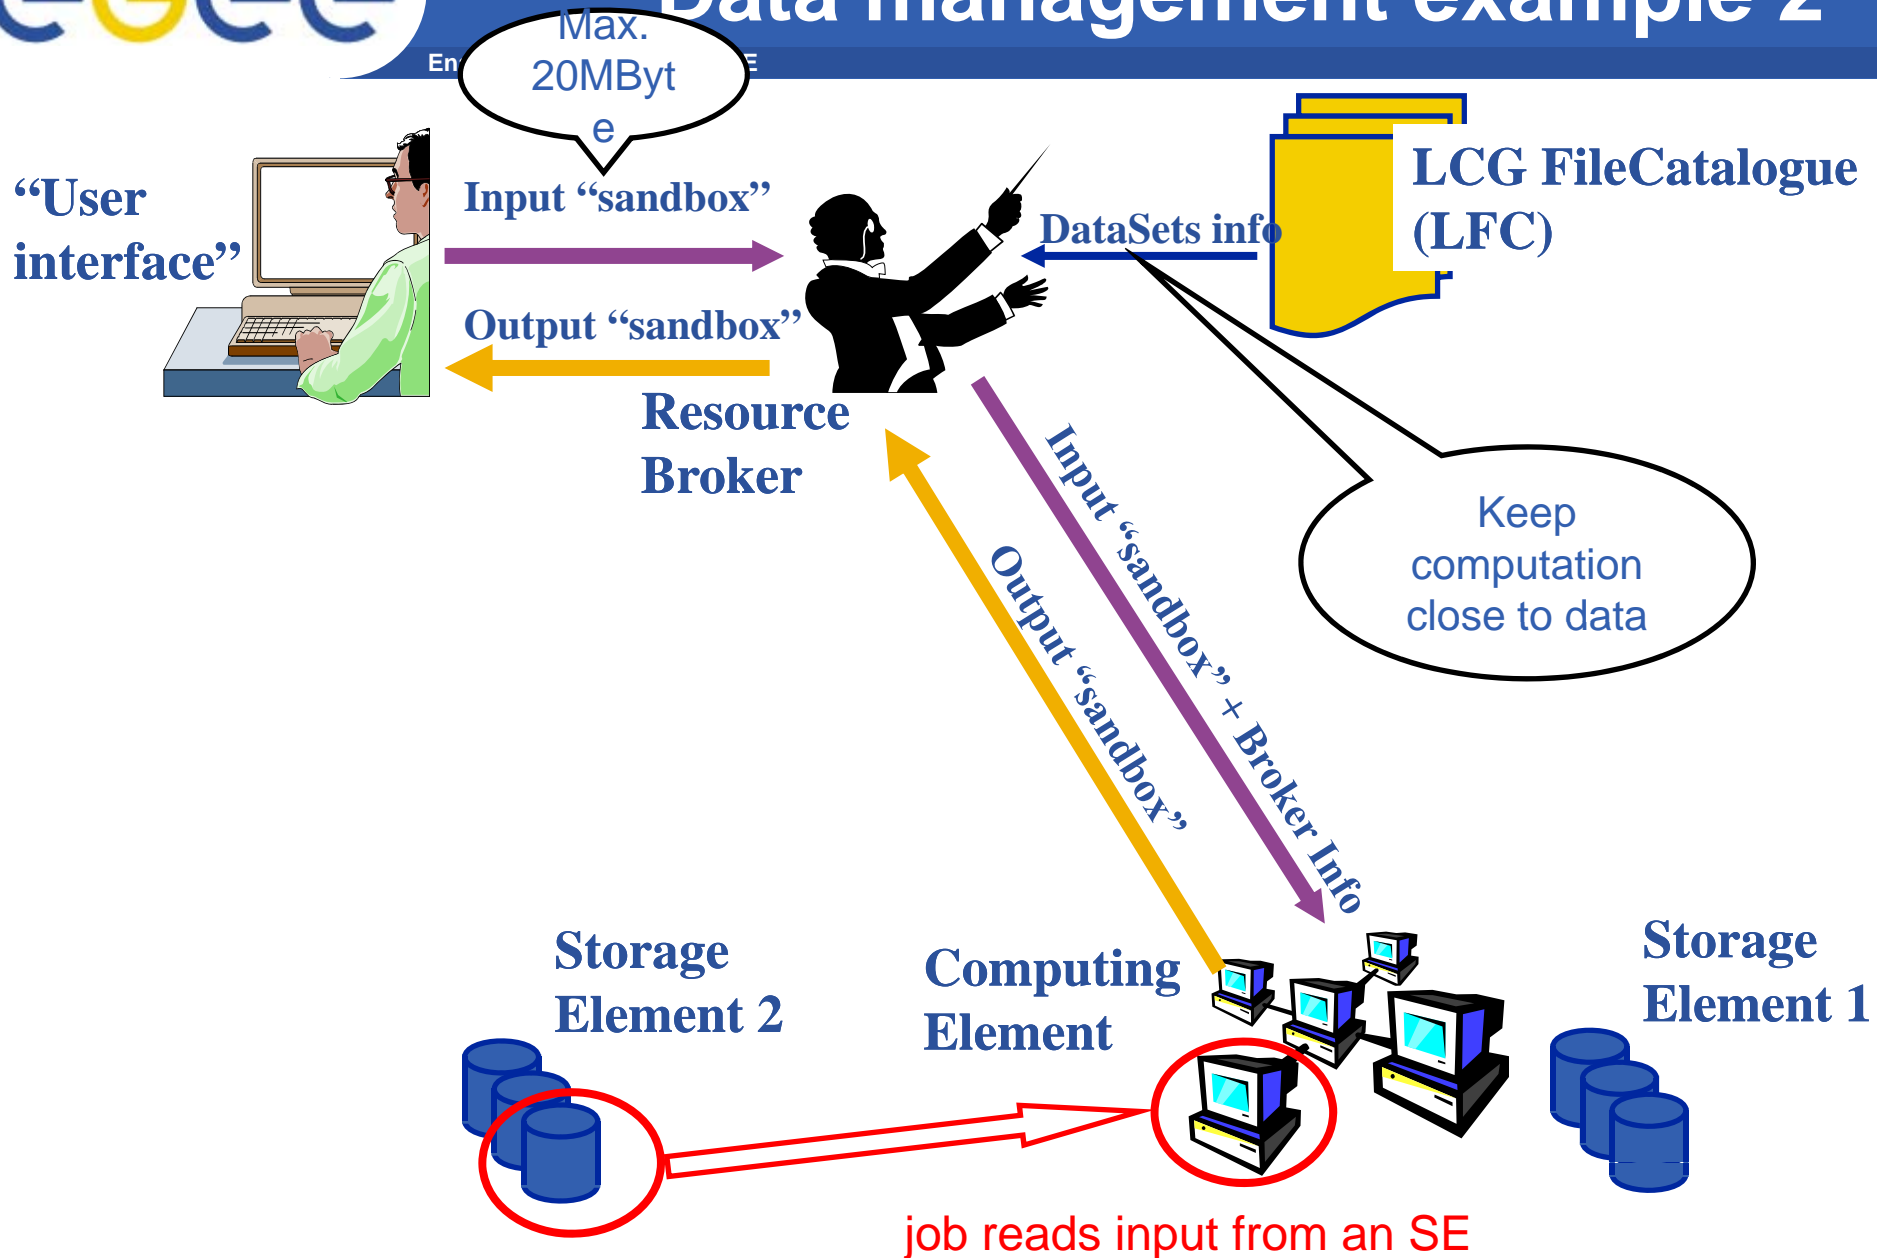 Data management example 2
Max.
20MByt
e
En
E
"User
interface"
Input "sandbox"
Output "sandbox"
Resource
Broker
DataSets info
LCG FileCatalogue
(LFC)
Keep
computation
close to data
Input "sandbox" + Broker Info
Output "sandbox"
Storage
Element 2
Computing
Element
Storage
Element 1
job reads input from an SE